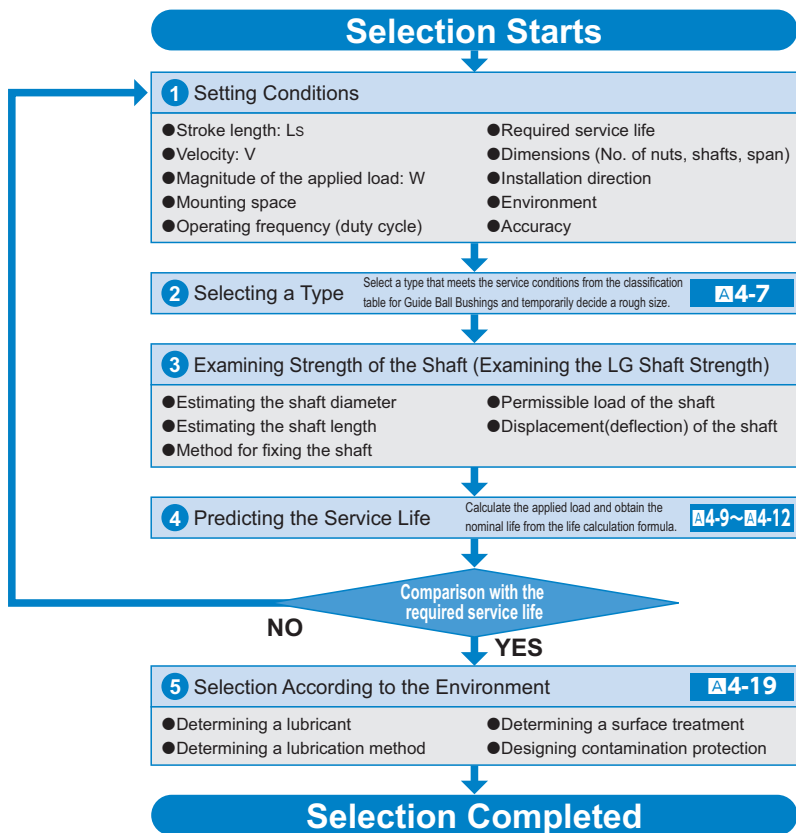 Selection Starts
1 Setting Conditions
●Stroke length: LS
●Velocity: V
●Magnitude of the applied load: W
●Mounting space
●Operating frequency (duty cycle)
●Required service life
●Dimensions (No. of nuts, shafts, span)
●Installation direction
●Environment
●Accuracy
2 Selecting a Type
Select a type that meets the service conditions from the classification
table for Guide Ball Bushings and temporarily decide a rough size.
A4-7
3 Examining Strength of the Shaft (Examining the LG Shaft Strength)
●Estimating the shaft diameter
●Estimating the shaft length
●Method for fixing the shaft
●Permissible load of the shaft
●Displacement(deflection) of the shaft
4 Predicting the Service Life
Calculate the applied load and obtain the
nominal life from the life calculation formula.
A4-9～A4-12
Comparison with the
required service life
NO
YES
5 Selection According to the Environment
A4-19
●Determining a lubricant
●Determining a lubrication method
●Determining a surface treatment
●Designing contamination protection
Selection Completed